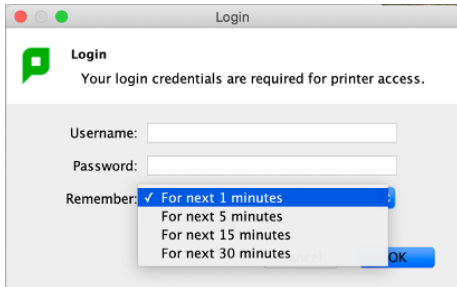 Login
Login
Your login credentials are required for printer access.
Username:
Password:
Remember: ✓ For next 1 minutes
For next 5 minutes
For next 15 minutes
For next 30 minutes
OK